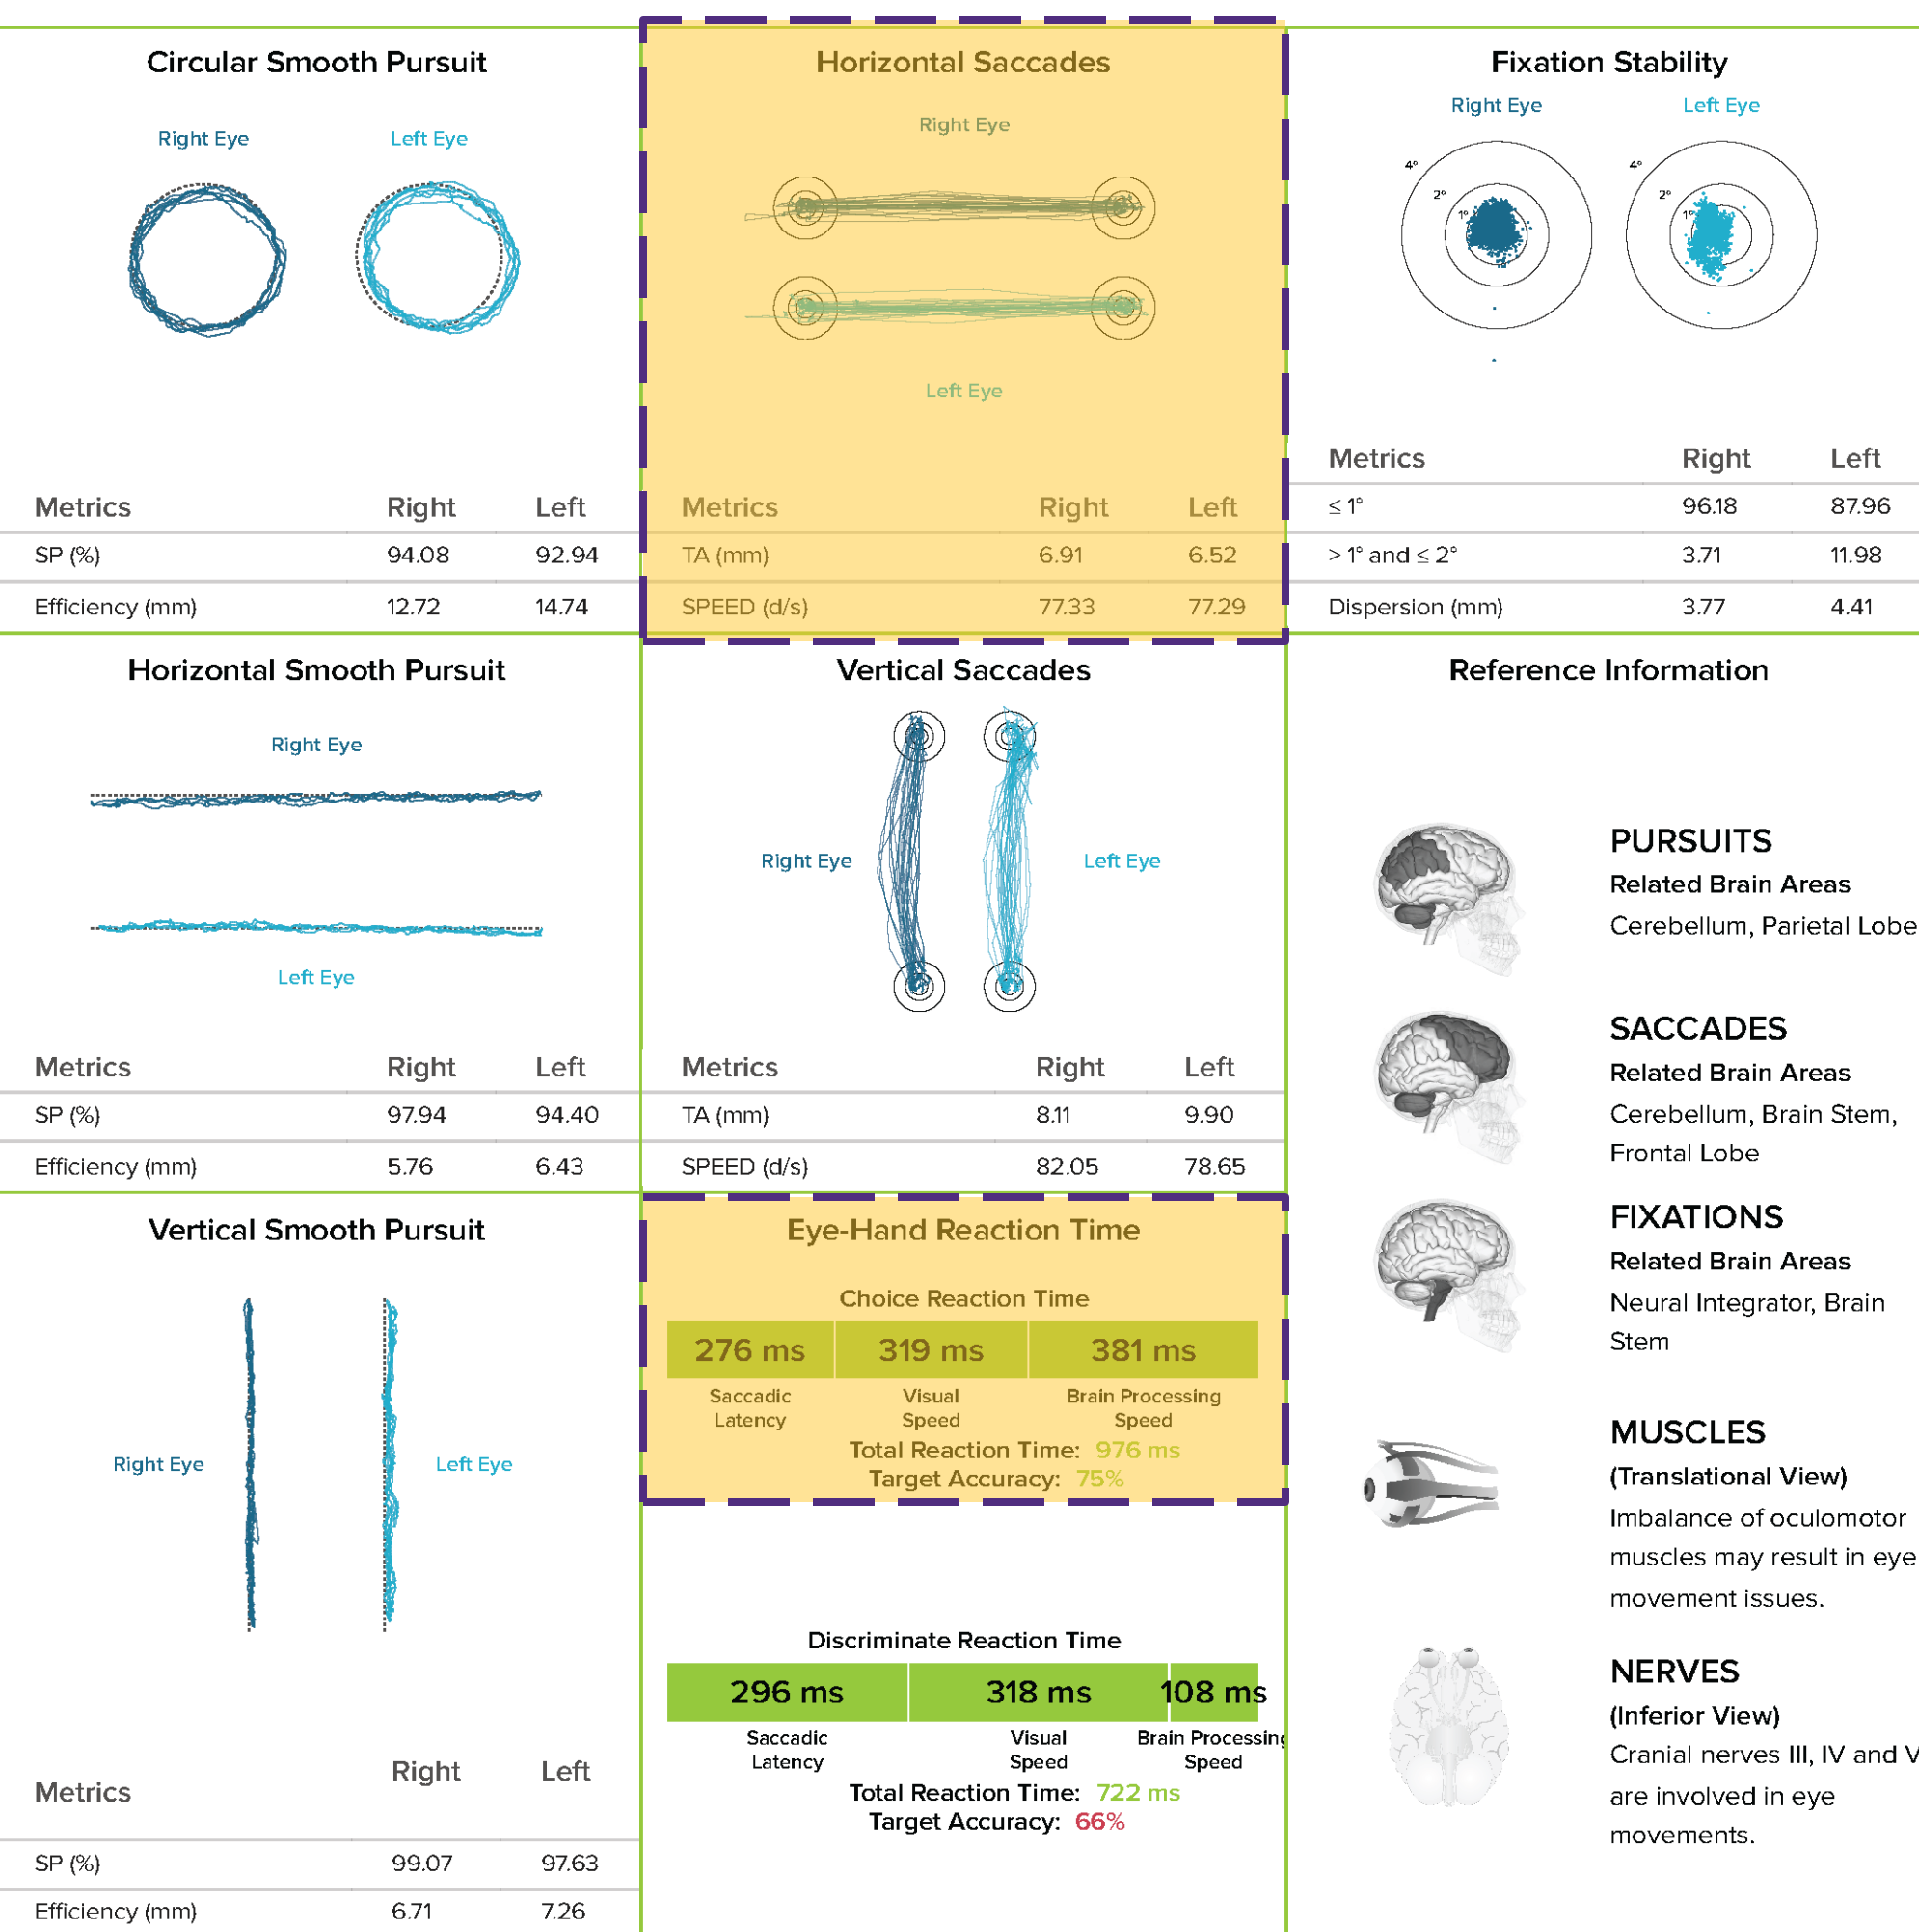 Circular Smooth Pursuit
Right Eye Left Eye
Metrics Right Left
SP (%) 94.08 92.94
Efficiency (mm) 12.72 14.74
Horizontal Saccades
Right Eye
Left Eye
Metrics Right Left
TA (mm) 6.91 6.52
SPEED (d/s) 77.33 77.29
Fixation Stability
Right Eye Left Eye
4° 4°
2° 2°
1° 1°
Metrics Right Left
≤ 1° 96.18 87.96
> 1° and ≤ 2° 3.71 11.98
Dispersion (mm) 3.77 4.41
Horizontal Smooth Pursuit
Right Eye
Left Eye
Metrics Right Left
SP (%) 97.94 94.40
Efficiency (mm) 5.76 6.43
Vertical Saccades
Right Eye Left Eye
Metrics Right Left
TA (mm) 8.11 9.90
SPEED (d/s) 82.05 78.65
Vertical Smooth Pursuit
Right Eye Left Eye
Metrics Right Left
SP (%) 99.07 97.63
Efficiency (mm) 6.71 7.26
Eye-Hand Reaction Time
Choice Reaction Time
276 ms 319 ms 381 ms
Saccadic Visual Brain Processing
Latency Speed Speed
Total Reaction Time: 976 ms
Target Accuracy: 75%
Discriminate Reaction Time
296 ms 318 ms 108 ms
Saccadic Visual Brain Processing
Latency Speed Speed
Total Reaction Time: 722 ms
Target Accuracy: 66%
Reference Information
PURSUITS
Related Brain Areas
Cerebellum, Parietal Lobe
SACCADES
Related Brain Areas
Cerebellum, Brain Stem,
Frontal Lobe
FIXATIONS
Related Brain Areas
Neural Integrator, Brain
Stem
MUSCLES
(Translational View)
Imbalance of oculomotor
muscles may result in eye
movement issues.
NERVES
(Inferior View)
Cranial nerves III, IV and V
are involved in eye
movements.